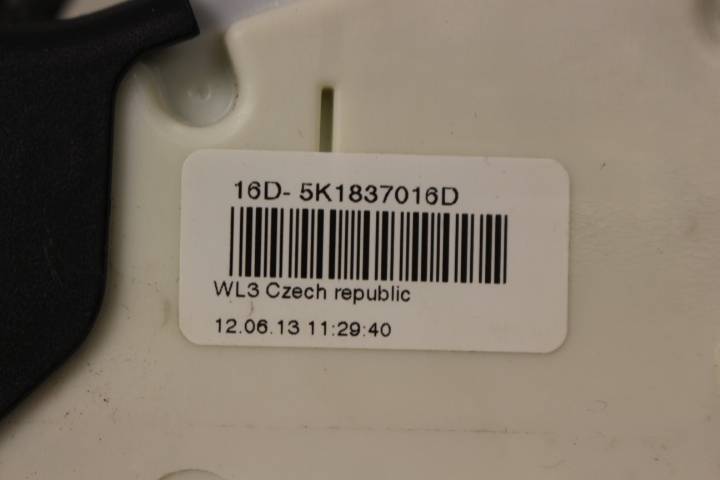 16D- 5K1837016D
WL3 Czech republic
12.06.13 11:29:40